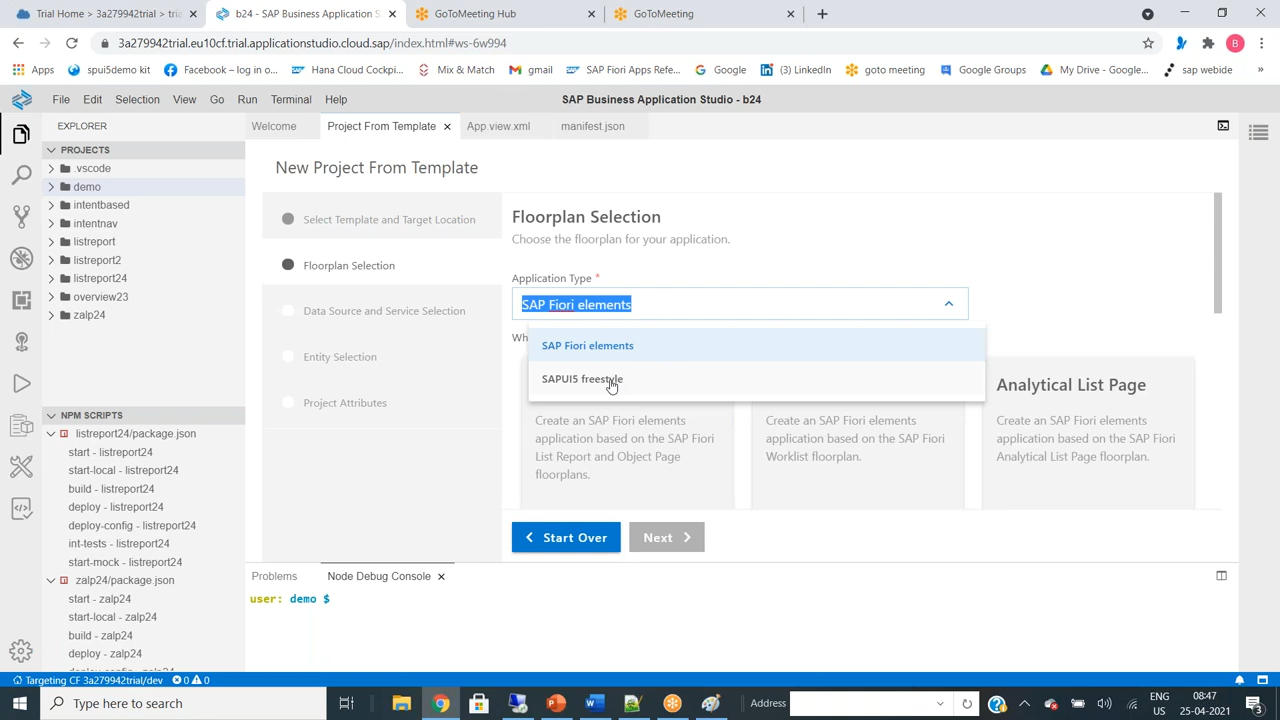 Trial Home > 3a279942trial > trial
b24 - SAP Business Application S
GoToMeeting Hub
GoToMeeting
3a279942trial.eu10cf.trial.applicationstudio.cloud.sap/index.html#ws-6w994
B
Apps
spui5demo kit
Facebook – log in o...
Hana Cloud Cockpi...
Mix & Match
gmail
SAP Fiori Apps Refe...
Google
(3) LinkedIn
goto meeting
Google Groups
My Drive - Google...
sap webide
»
File
Edit
Selection
View
Go
Run
Terminal
Help
SAP Business Application Studio - b24
EXPLORER
Welcome
Project From Template
App view.xml
manifest.json
PROJECTS
.vscode
demo
intentbased
intentnav
listreport
listreport2
listreport24
overview23
zalp24
NPM SCRIPTS
listreport24/package.json
start - listreport24
start-local - listreport24
build - listreport24
deploy - listreport24
deploy-config - listreport24
int-tests - listreport24
start-mock - listreport24
zalp24/package.json
start - zalp24
start-local - zalp24
build - zalp24
deploy - zalp24
New Project From Template
Select Template and Target Location
Floorplan Selection
Data Source and Service Selection
Entity Selection
Project Attributes
Floorplan Selection
Choose the floorplan for your application.
Application Type *
SAP Fiori elements
SAP Fiori elements
SAPUI5 freestyle
Analytical List Page
Create an SAP Fiori elements
application based on the SAP Fiori
List Report and Object Page
floorplans.
Create an SAP Fiori elements
application based on the SAP Fiori
Worklist floorplan.
Create an SAP Fiori elements
application based on the SAP Fiori
Analytical List Page floorplan.
Start Over
Next
Problems
Node Debug Console
user: demo $
Targeting CF 3a279942trial/dev
0
0
Type here to search
Address
ENG
US
08:47
25-04-2021
3